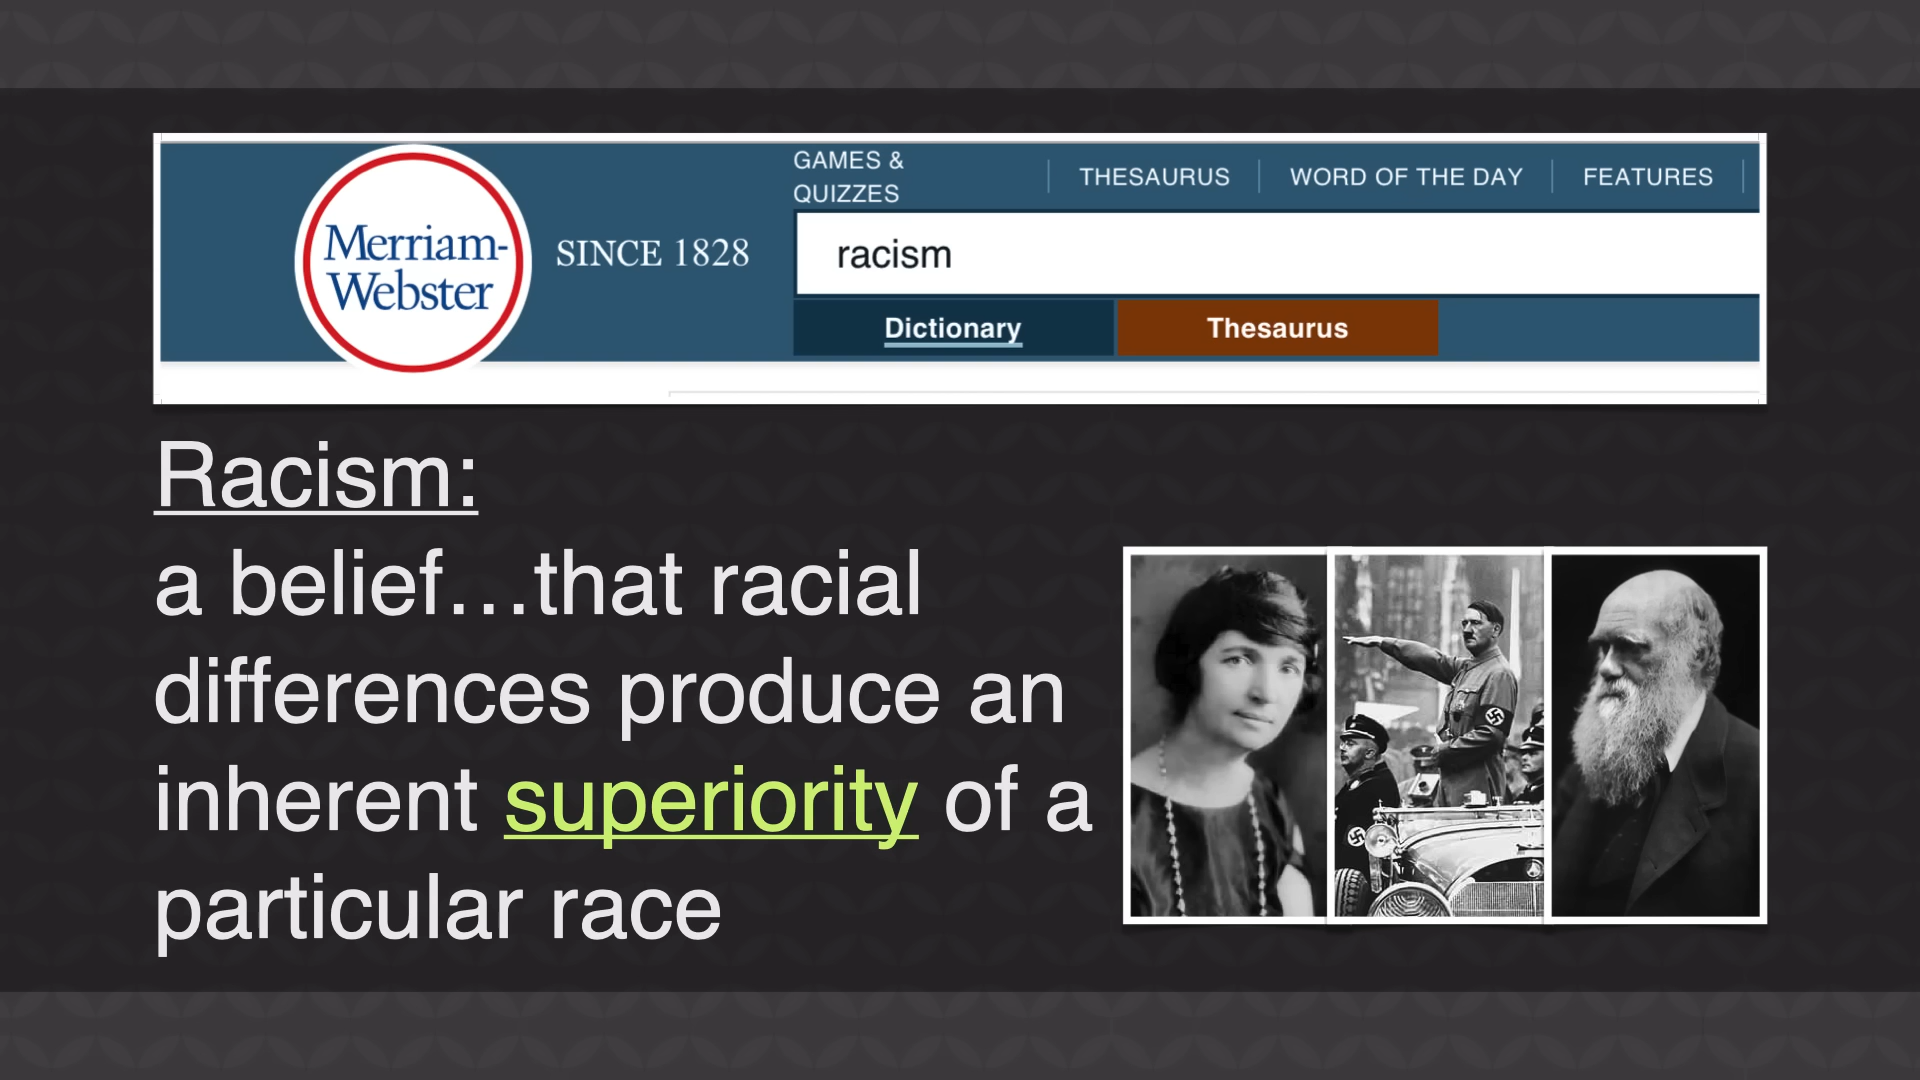 GAMES &
QUIZZES
THESAURUS
WORD OF THE DAY
FEATURES
Merriam-
Webster
SINCE 1828
racism
Dictionary
Thesaurus
Racism:
a belief…that racial
differences produce an
inherent superiority of a
particular race